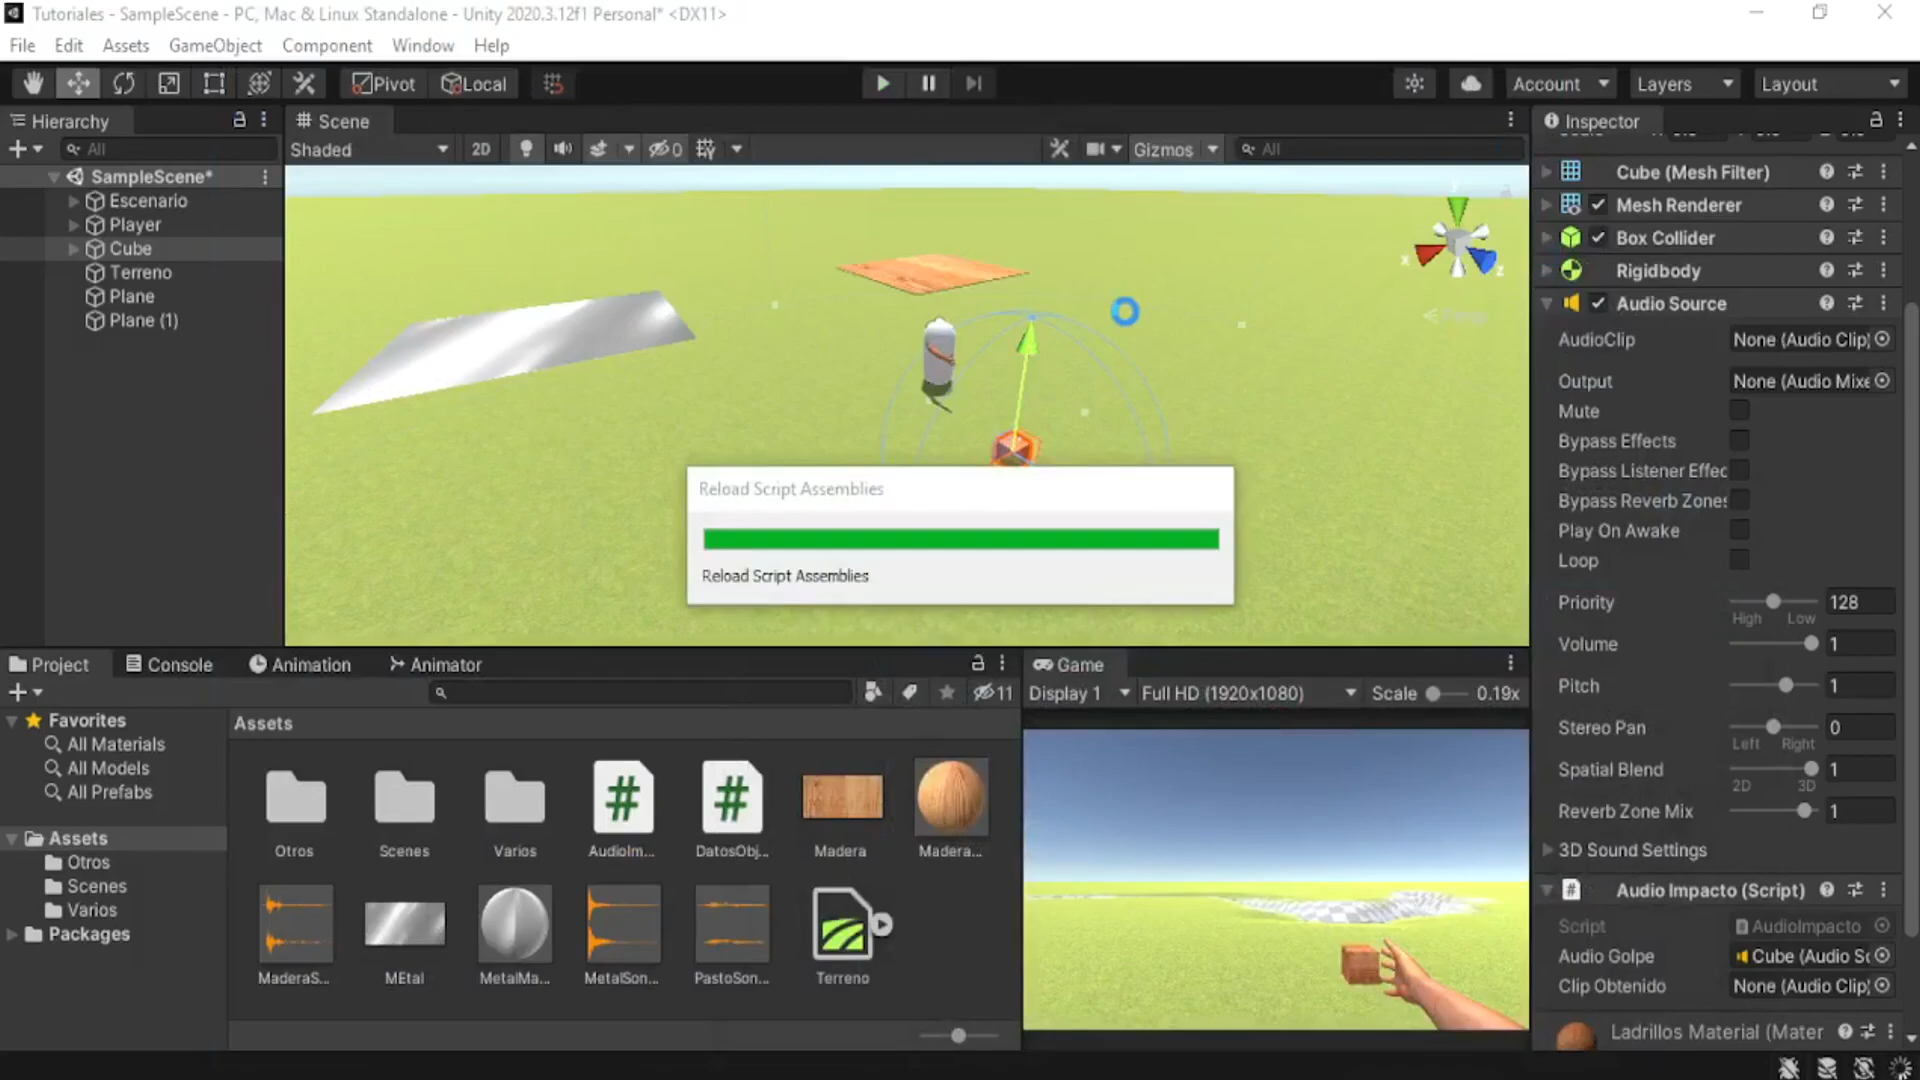 Tutoriales - SampleScene - PC, Mac & Linux Standalone - Unity 2020.3.12f1 Personal* <DX11>
File Edit Assets GameObject Component Window Help
Pivot Local Account Layers Layout
Hierarchy
All
SampleScene*
Escenario
Player
Cube
Terreno
Plane
Plane (1)
Scene
Shaded 2D 0 Gizmos All
Reload Script Assemblies
Reload Script Assemblies
Inspector
Cube (Mesh Filter)
Mesh Renderer
Box Collider
Rigidbody
Audio Source
AudioClip None (Audio Clip)
Output None (Audio Mixe
Mute
Bypass Effects
Bypass Listener Effec
Bypass Reverb Zones
Play On Awake
Loop
Priority 128
High Low
Volume 1
Pitch 1
Stereo Pan 0
Left Right
Spatial Blend 1
2D 3D
Reverb Zone Mix 1
3D Sound Settings
Audio Impacto (Script)
Script AudioImpacto
Audio Golpe Cube (Audio So
Clip Obtenido None (Audio Clip)
Ladrillos Material (Mater
Project Console Animation Animator
11
Favorites
All Materials
All Models
All Prefabs
Assets
Otros
Scenes
Varios
Packages
Assets
Otros Scenes Varios AudioIm... DatosObj... Madera Madera...
MaderaS... MEtal MetalMa... MetalSon... PastoSon... Terreno
Game
Display 1 Full HD (1920x1080) Scale 0.19x